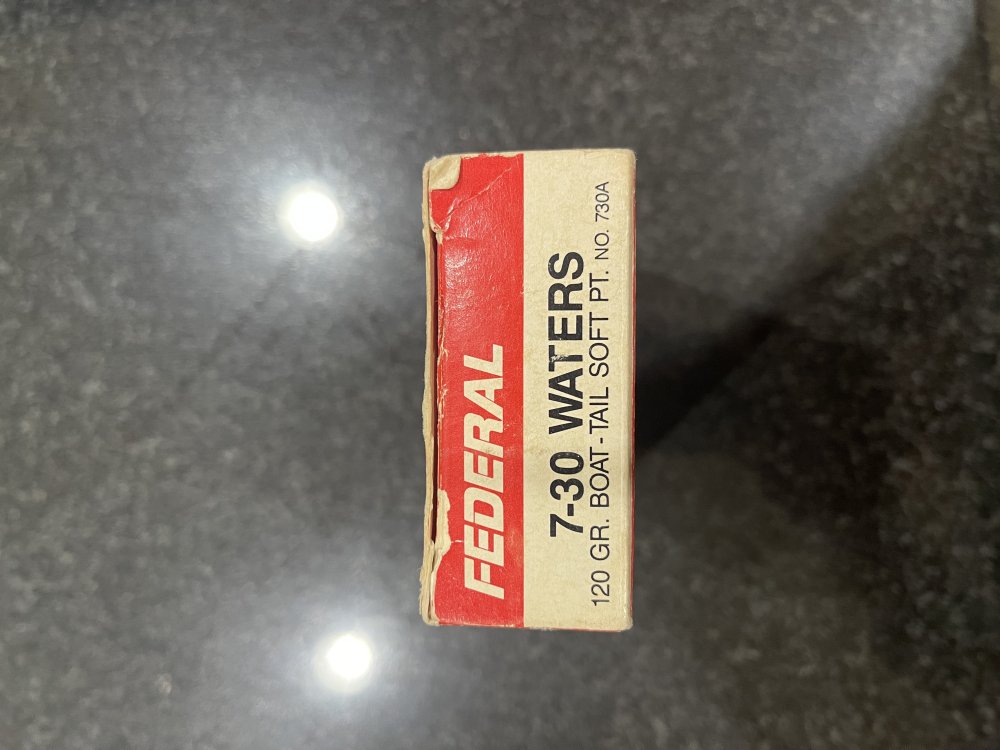 FEDERAL
7-30 WATERS
120 GR. BOAT-TAIL SOFT PT. NO. 730A